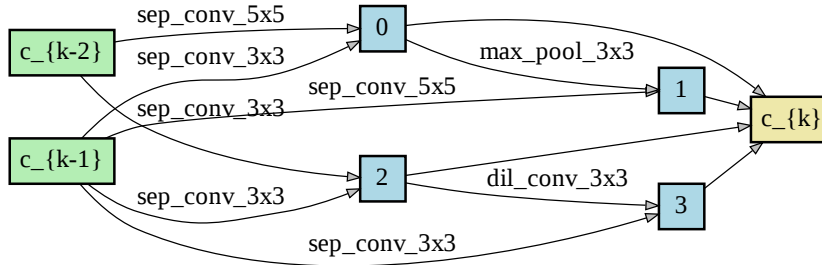 sep_conv_5x5
0
c_{k-2}
sep_conv_3x3
max_pool_3x3
sep_conv_5x5
1
sep_conv_3x3
c_{k}
c_{k-1}
2
dil_conv_3x3
sep_conv_3x3
3
sep_conv_3x3